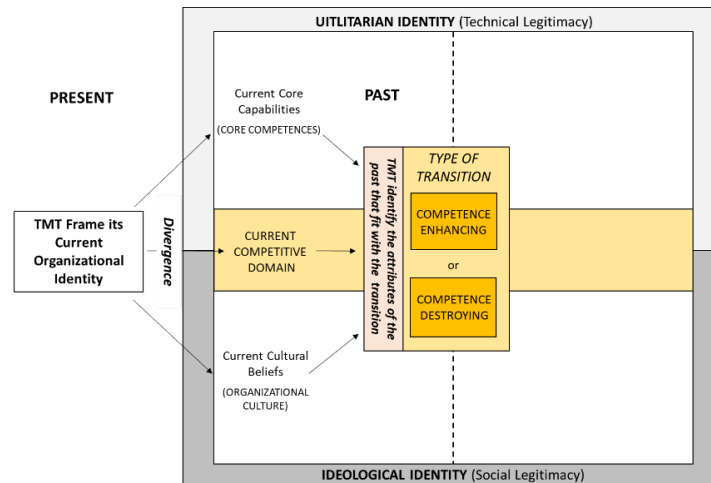 UITLITARIAN IDENTITY (Technical Legitimacy)
PRESENT
PAST
Current Core
Capabilities
(CORE COMPETENCES)
TMT Frame its
Current
Organizational
Identity
Divergence
CURRENT
COMPETITIVE
DOMAIN
Current Cultural
Beliefs
(ORGANIZATIONAL
CULTURE)
TMT identify the attributes of the
past that fit with the transition
TYPE OF
TRANSITION
COMPETENCE
ENHANCING
or
COMPETENCE
DESTROYING
IDEOLOGICAL IDENTITY (Social Legitimacy)